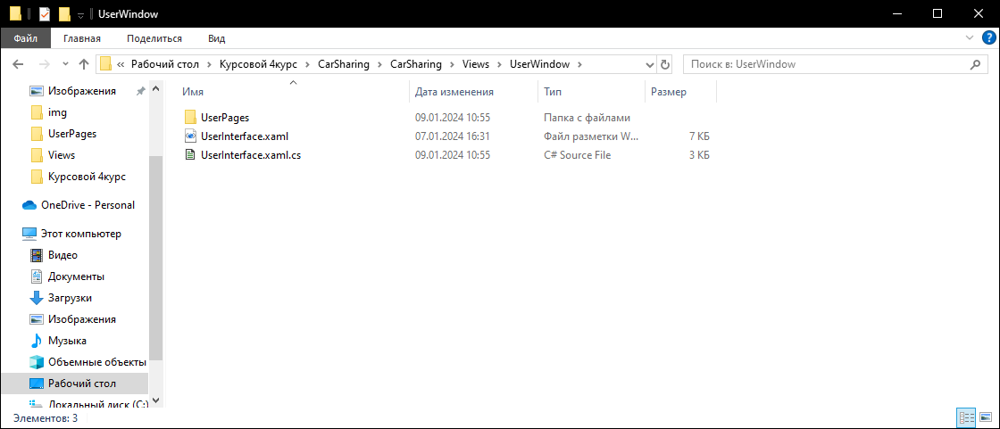 UserWindow
Файл Главная Поделиться Вид
« Рабочий стол > Курсовой 4курс > CarSharing > CarSharing > Views > UserWindow >
Поиск в: UserWindow
Имя Дата изменения Тип Размер
UserPages 09.01.2024 10:55 Папка с файлами
UserInterface.xaml 07.01.2024 16:31 Файл разметки W... 7 КБ
UserInterface.xaml.cs 09.01.2024 10:55 C# Source File 3 КБ
Изображения
img
UserPages
Views
Курсовой 4курс
OneDrive - Personal
Этот компьютер
Видео
Документы
Загрузки
Изображения
Музыка
Объемные объекты
Рабочий стол
Локальный диск (C:)
Элементов: 3